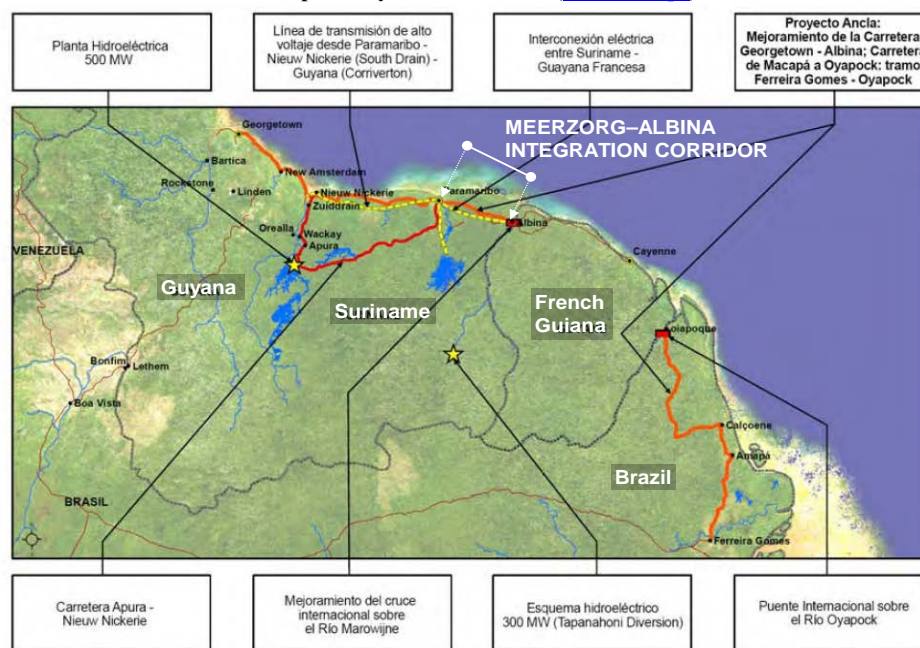 Planta Hidroeléctrica
500 MW
Línea de transmisión de alto
voltaje desde Paramaribo -
Nieuw Nickerie (South Drain) -
Guyana (Corriverton)
Interconexión eléctrica
entre Suriname -
Guayana Francesa
Proyecto Ancla:
Mejoramiento de la Carretera
Georgetown - Albina; Carretera
de Macapá a Oyapock: tramo
Ferreira Gomes - Oyapock
MEERZORG–ALBINA
INTEGRATION CORRIDOR
Georgetown
Bartica
New Amsterdam
Rockstone
Linden
Nieuw Nickerie
Paramaribo
Zuiddrain
Albina
Orealla
Wackay
Apura
VENEZUELA
Cayenne
Guyana
Suriname
French
Guiana
Oiapoque
Bonfim
Lethem
Boa Vista
Calçoene
Amapá
Brazil
BRASIL
Ferreira Gomes
Carretera Apura -
Nieuw Nickerie
Mejoramiento del cruce
internacional sobre
el Río Marowijne
Esquema hidroeléctrico
300 MW (Tapanahoni Diversion)
Puente Internacional sobre
el Río Oyapock